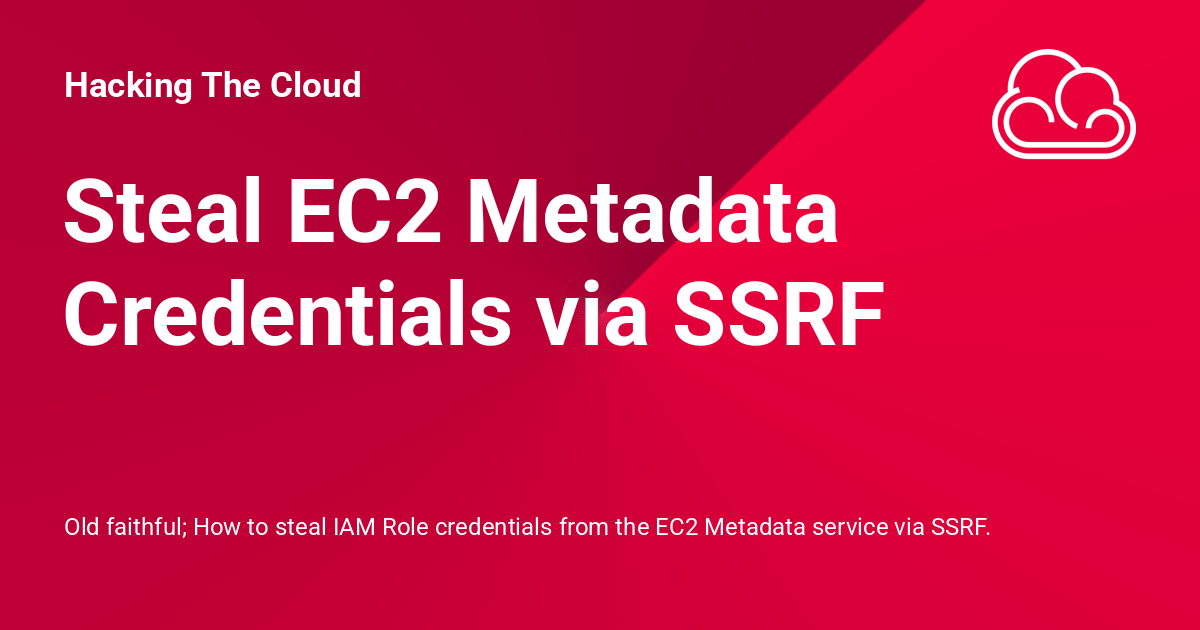 Hacking The Cloud
Steal EC2 Metadata
Credentials via SSRF
Old faithful; How to steal IAM Role credentials from the EC2 Metadata service via SSRF.